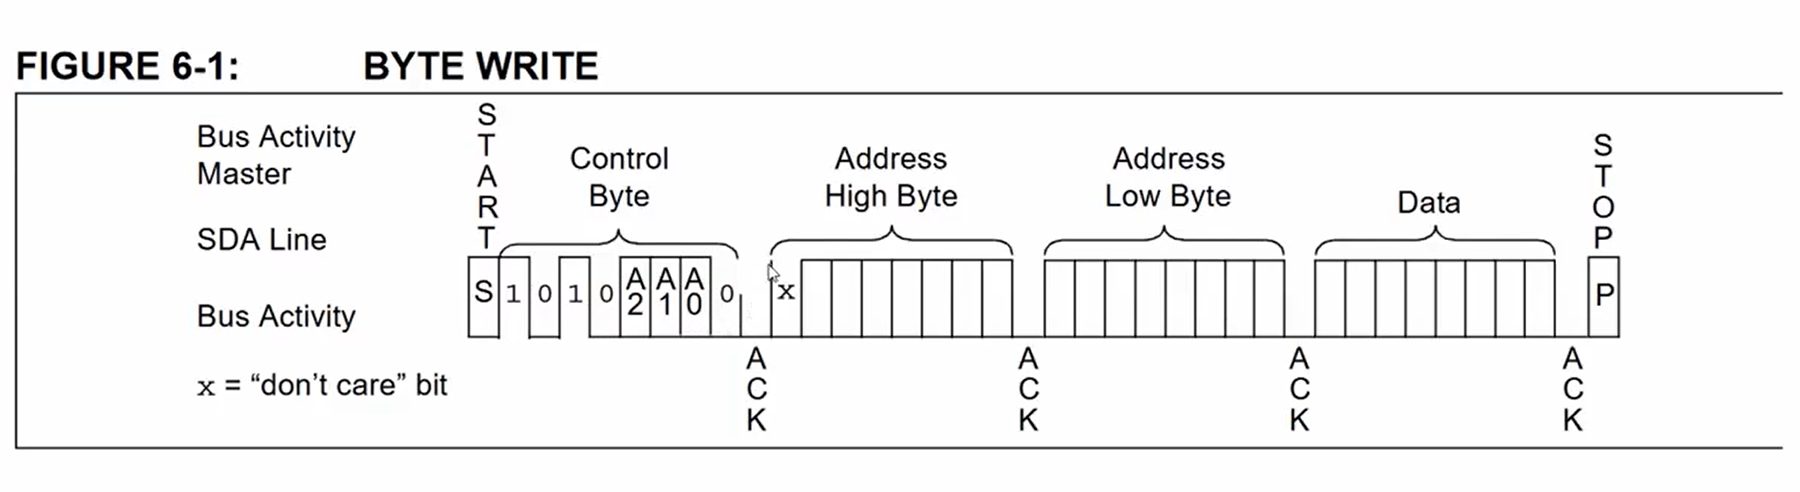 FIGURE 6-1: BYTE WRITE
Bus Activity
Master
SDA Line
Bus Activity
x = “don’t care” bit
START
Control
Byte
Address
High Byte
Address
Low Byte
Data
STOP
S 1 0 1 0 A2 A1 A0 0 x P
ACK ACK ACK ACK